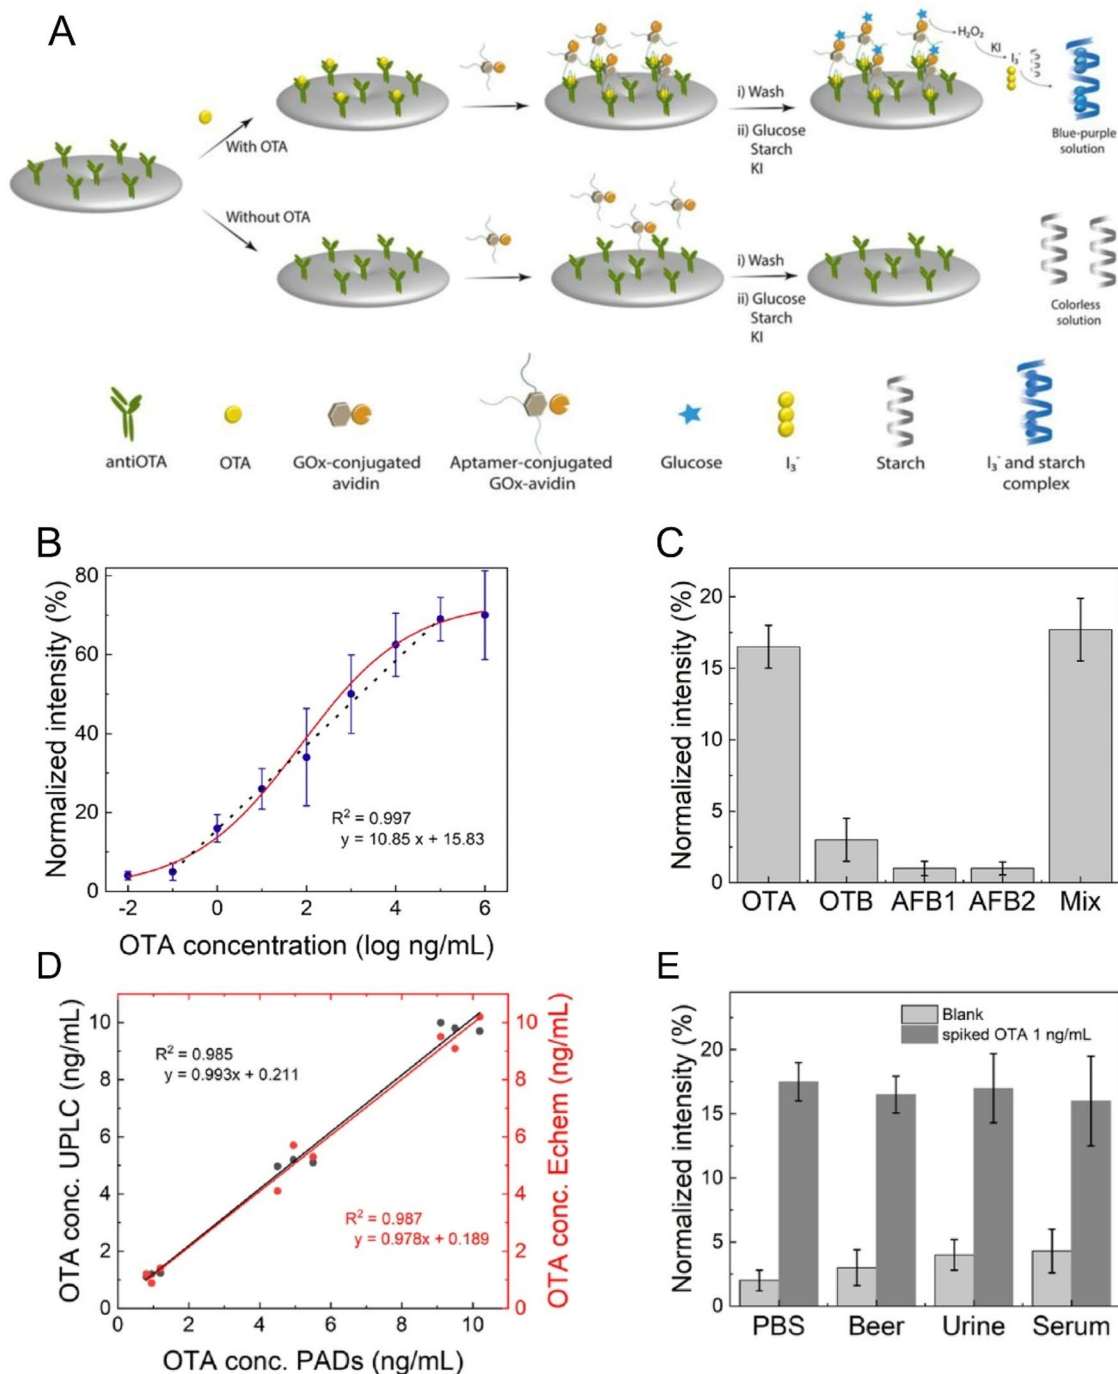 A
With OTA
Without OTA
i) Wash
ii) Glucose
Starch
KI
H₂O₂
KI
I₃⁻
Blue-purple
solution
i) Wash
ii) Glucose
Starch
KI
Colorless
solution
antiOTA
OTA
GOx-conjugated
avidin
Aptamer-conjugated
GOx-avidin
Glucose
I₃⁻
Starch
I₃⁻ and starch
complex
B
Normalized intensity (%)
80
60
40
20
0
R² = 0.997
y = 10.85 x + 15.83
-2 0 2 4 6
OTA concentration (log ng/mL)
C
Normalized intensity (%)
20
15
10
5
0
OTA OTB AFB1 AFB2 Mix
D
OTA conc. UPLC (ng/mL)
10
8
6
4
2
0
R² = 0.985
y = 0.993x + 0.211
R² = 0.987
y = 0.978x + 0.189
10
8
6
4
2
0
OTA conc. Echem (ng/mL)
0 2 4 6 8 10
OTA conc. PADs (ng/mL)
E
Normalized intensity (%)
20
15
10
5
0
Blank
spiked OTA 1 ng/mL
PBS Beer Urine Serum